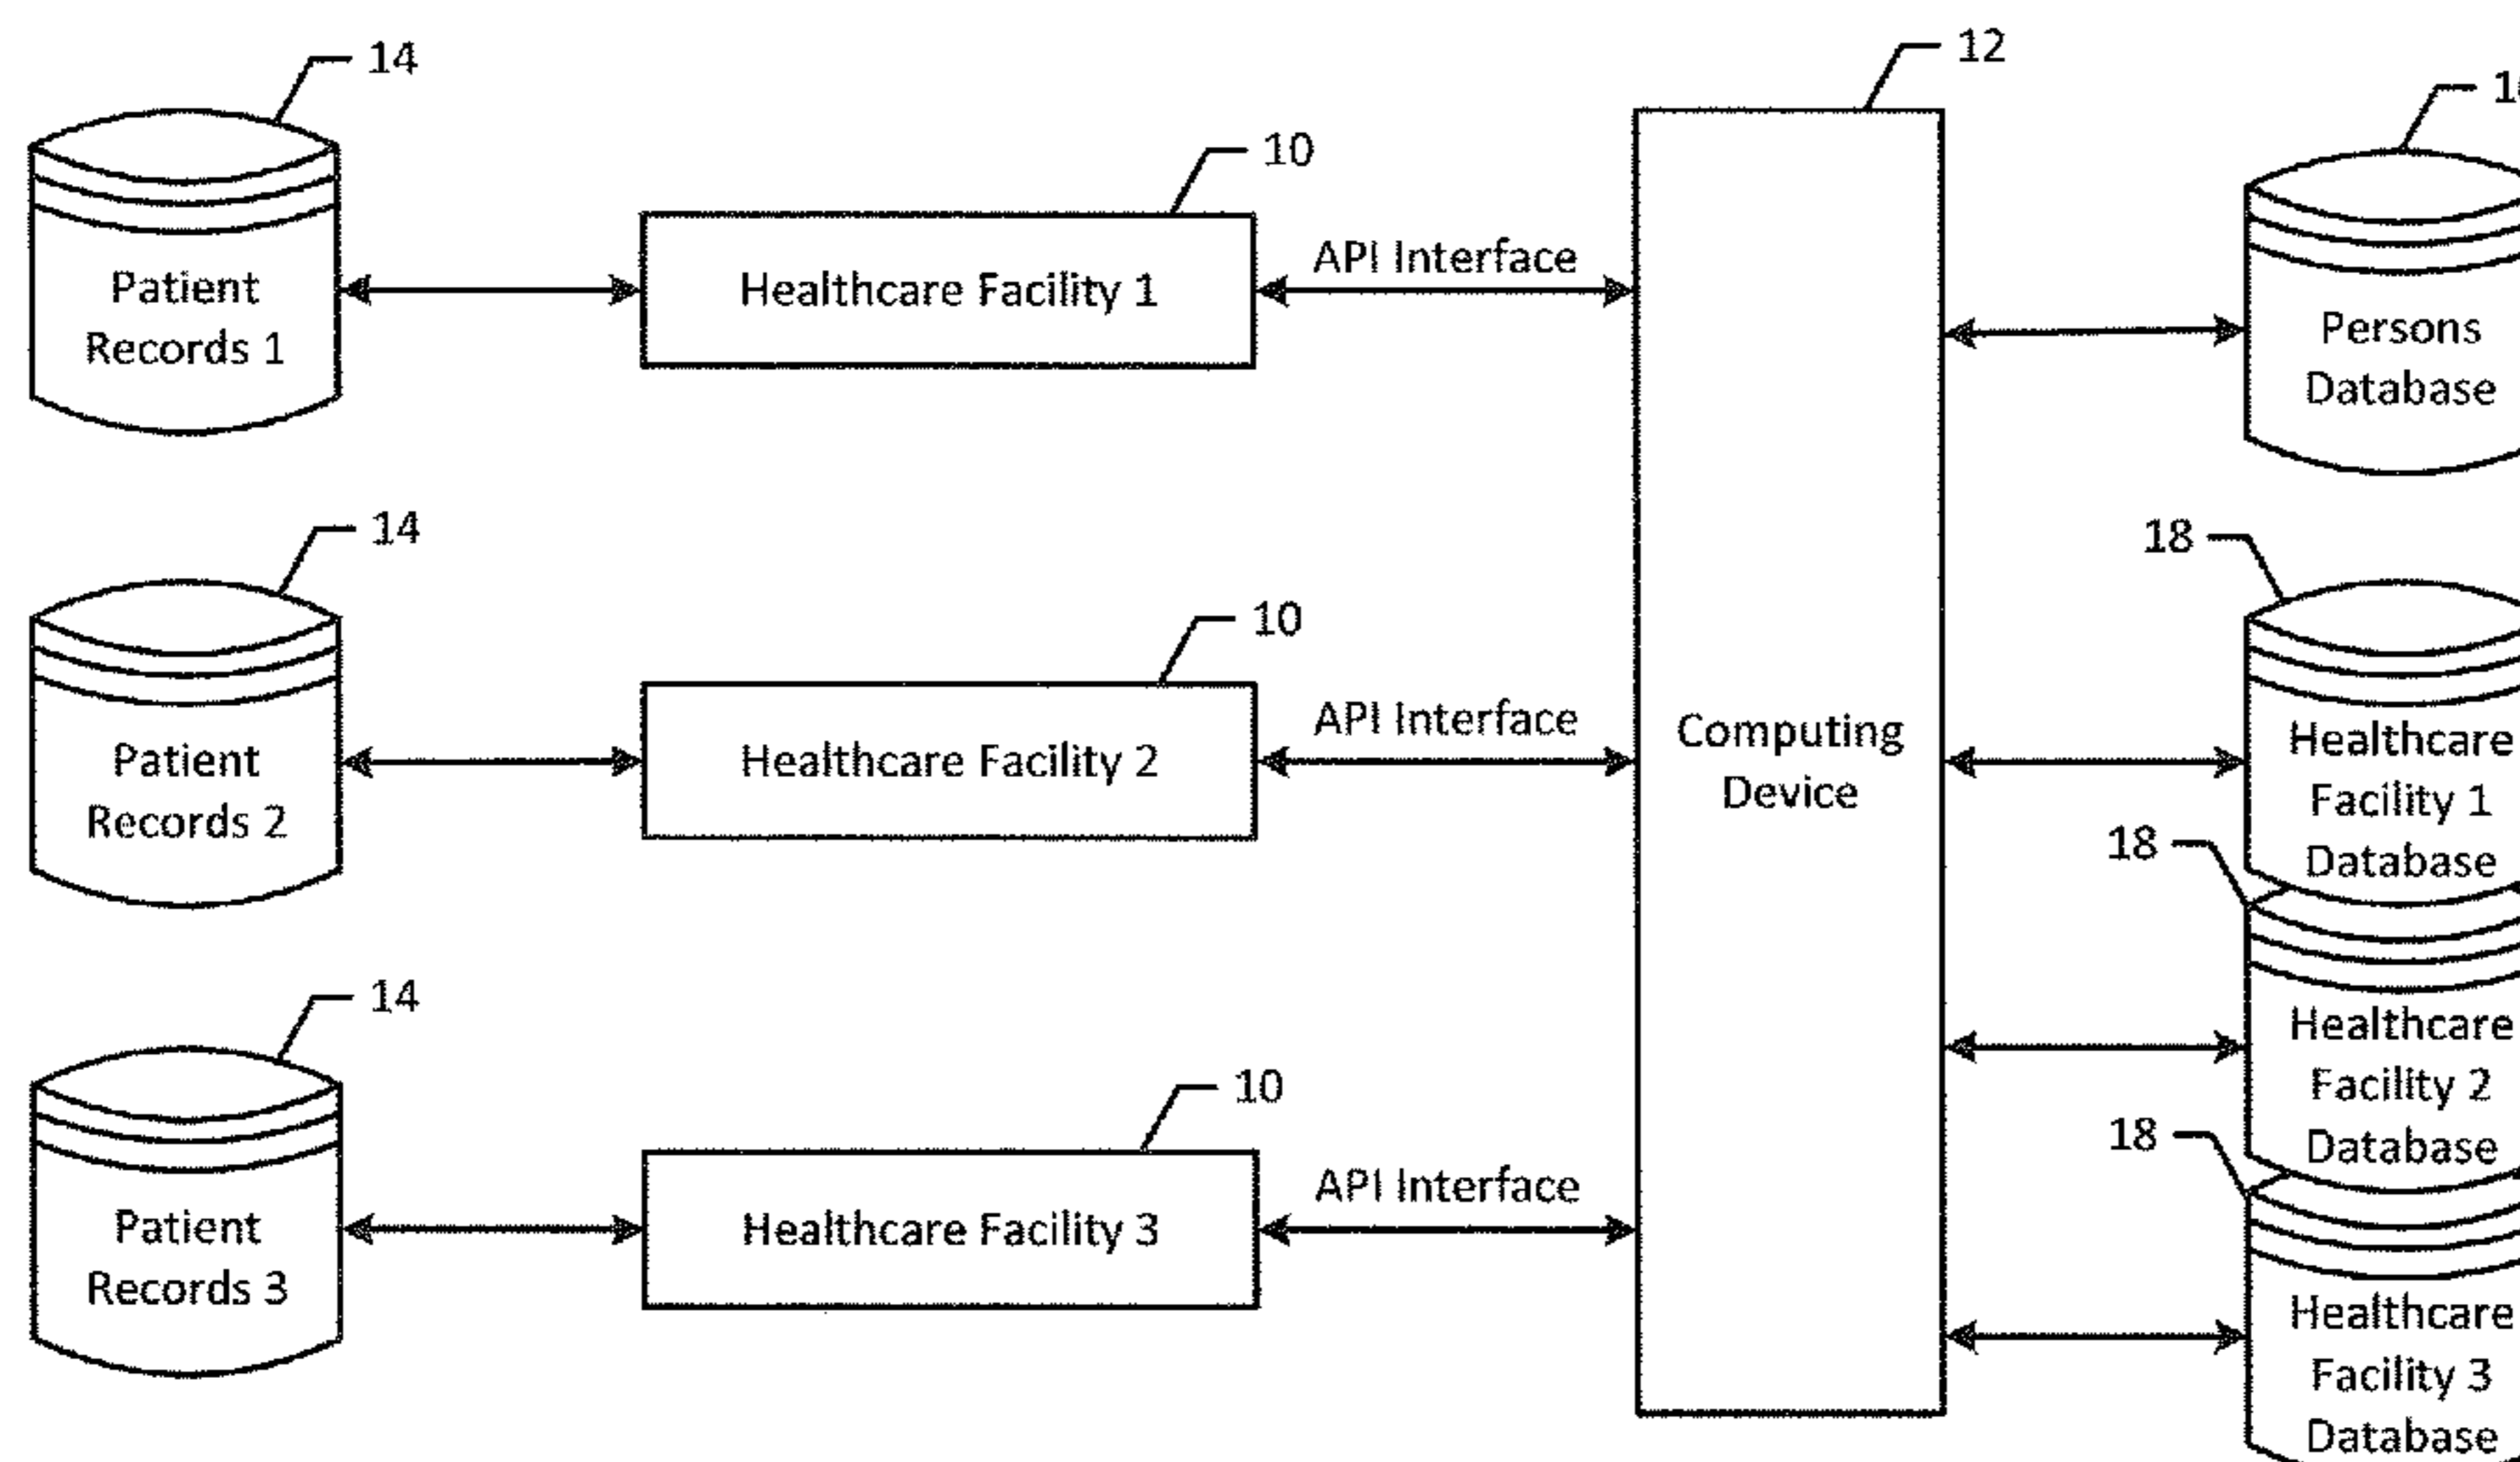 14
12
10
Patient
Records 1
Healthcare Facility 1
API Interface
Persons
Database
14
18
10
Patient
Records 2
Healthcare Facility 2
API Interface
Computing
Device
Healthcare
Facility 1
Database
18
14
10
Patient
Records 3
Healthcare Facility 3
API Interface
Healthcare
Facility 2
Database
18
Healthcare
Facility 3
Database